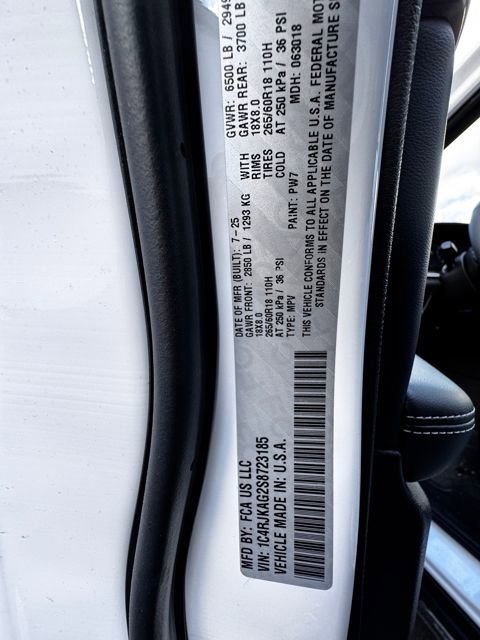 MFD BY: FCA US LLC
VIN: 1C4RJKAG2S8723185
VEHICLE MADE IN: U.S.A.
DATE OF MFR (BUILT): 7-25 GVWR: 6500 LB /
GAWR FRONT: 2850 LB / 1293 KG WITH GAWR REAR: 3700 LB
18X8.0 RIMS 18X8.0
265/60R18 110H TIRES 265/60R18 110H
AT 250 kPa / 36 PSI COLD AT 250 kPa / 36 PSI
TYPE: MPV PAINT: PW7 MDH: 063018
THIS VEHICLE CONFORMS TO ALL APPLICABLE U.S.A. FEDERAL
STANDARDS IN EFFECT ON THE DATE OF MANUFACTURE